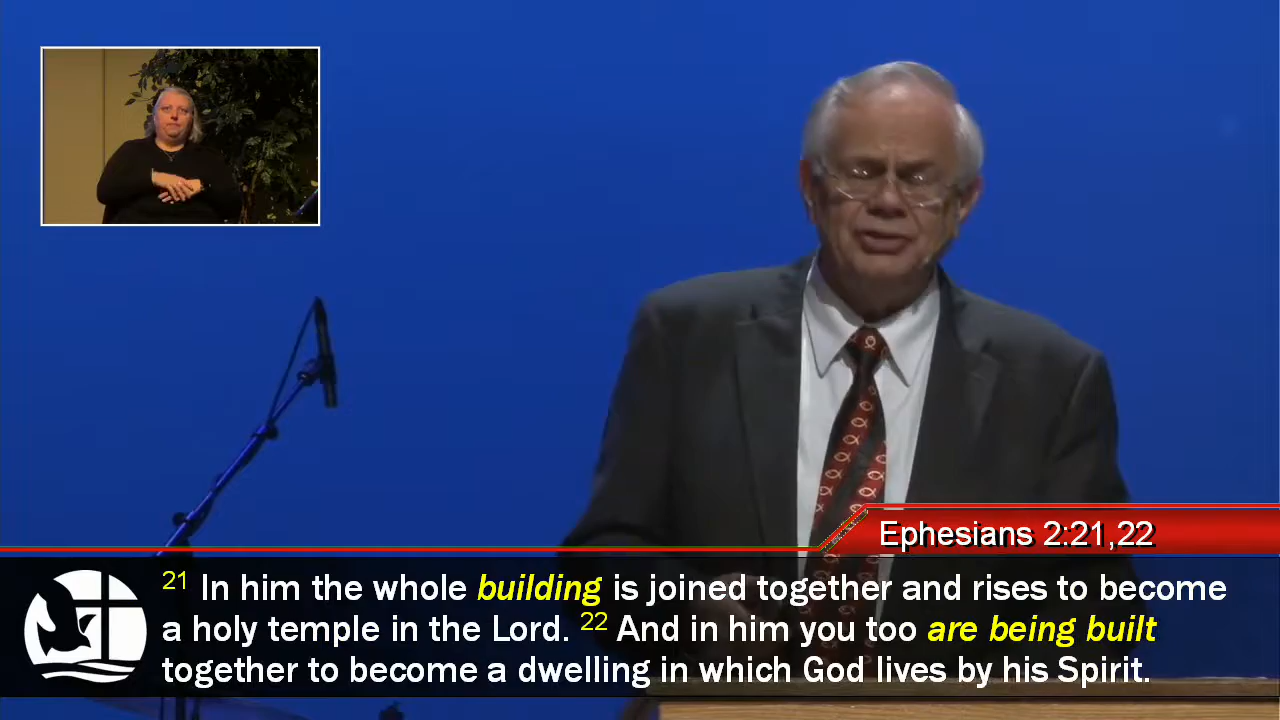 Ephesians 2:21,22
21 In him the whole building is joined together and rises to become
a holy temple in the Lord. 22 And in him you too are being built
together to become a dwelling in which God lives by his Spirit.